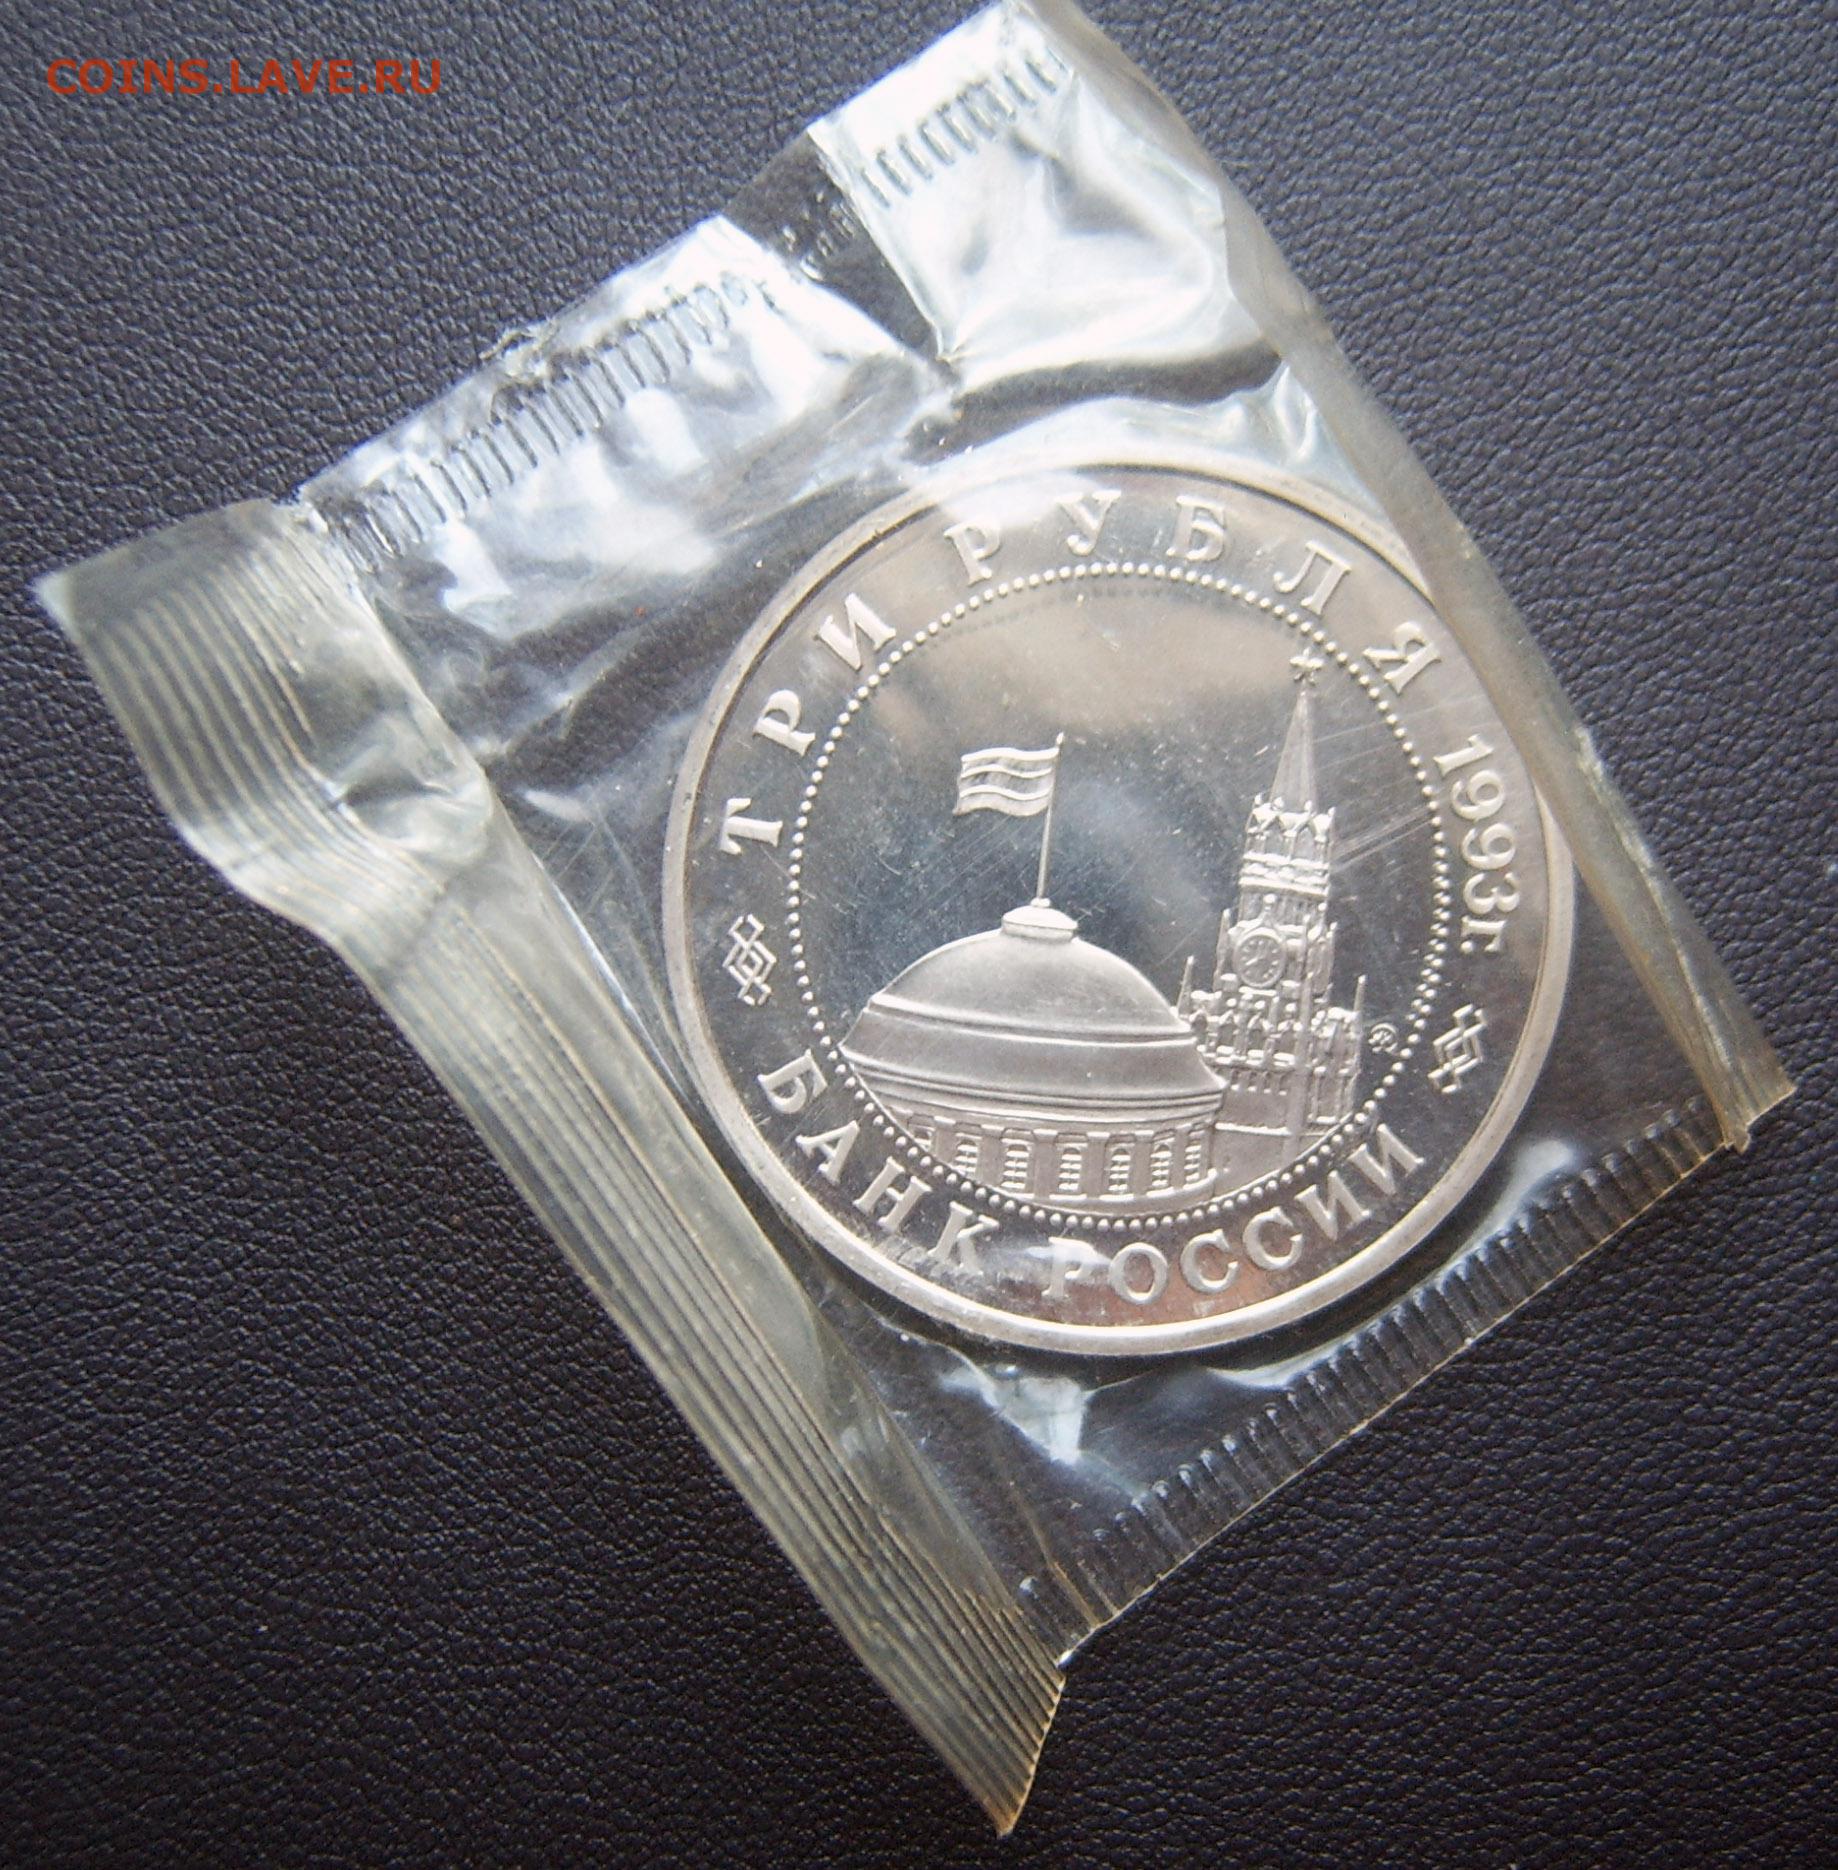 COINS.LAVE.RU
ТРИ РУБЛЯ 1993г.
БАНК РОССИИ